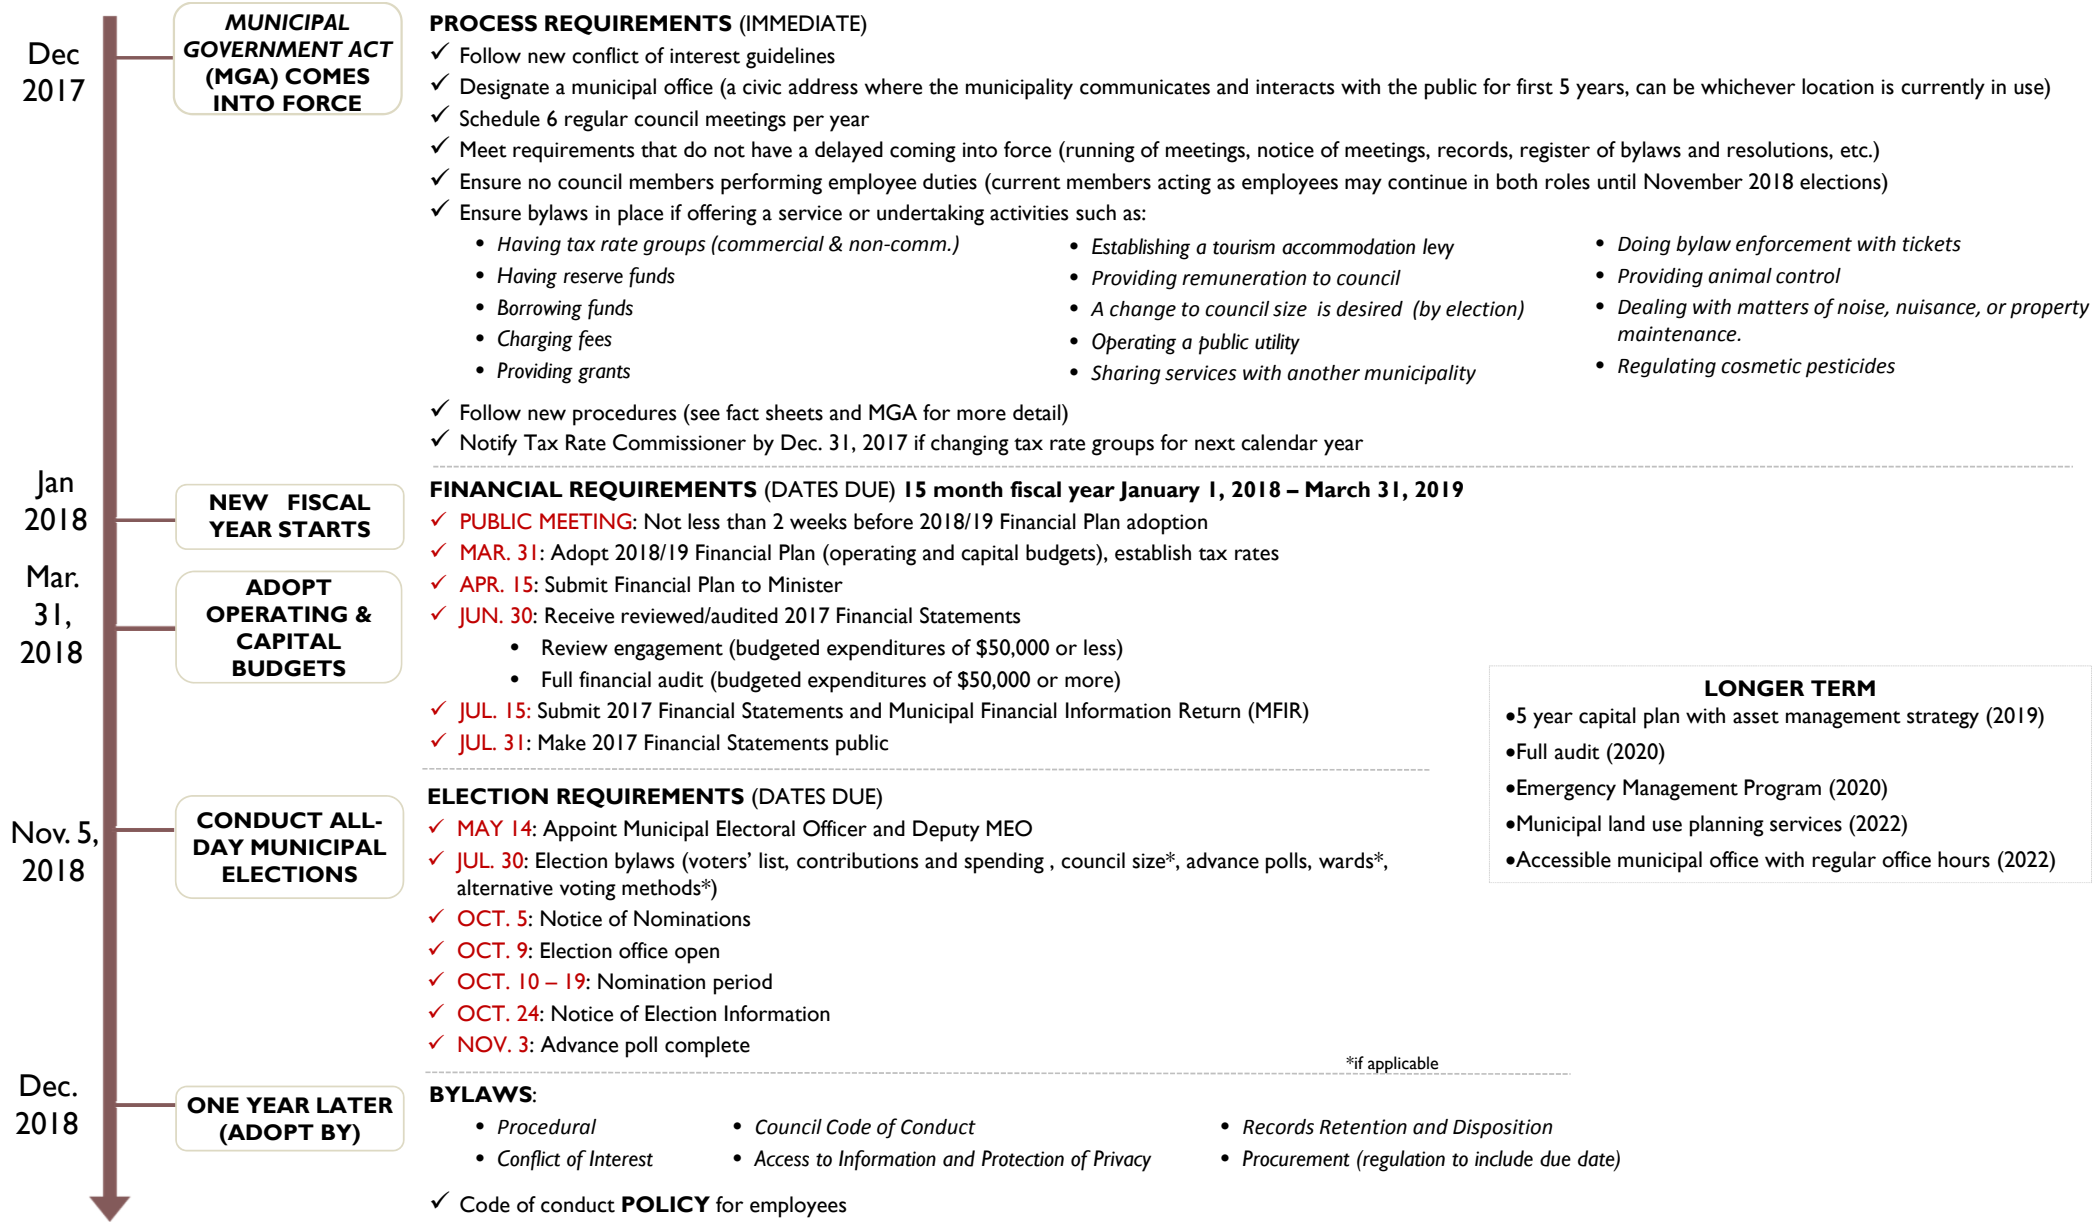 Dec
2017
MUNICIPAL
GOVERNMENT ACT
(MGA) COMES
INTO FORCE
PROCESS REQUIREMENTS (IMMEDIATE)
✓ Follow new conflict of interest guidelines
✓ Designate a municipal office (a civic address where the municipality communicates and interacts with the public for first 5 years, can be whichever location is currently in use)
✓ Schedule 6 regular council meetings per year
✓ Meet requirements that do not have a delayed coming into force (running of meetings, notice of meetings, records, register of bylaws and resolutions, etc.)
✓ Ensure no council members performing employee duties (current members acting as employees may continue in both roles until November 2018 elections)
✓ Ensure bylaws in place if offering a service or undertaking activities such as:
• Having tax rate groups (commercial & non-comm.)
• Having reserve funds
• Borrowing funds
• Charging fees
• Providing grants
• Establishing a tourism accommodation levy
• Providing remuneration to council
• A change to council size is desired (by election)
• Operating a public utility
• Sharing services with another municipality
• Doing bylaw enforcement with tickets
• Providing animal control
• Dealing with matters of noise, nuisance, or property
maintenance.
• Regulating cosmetic pesticides
✓ Follow new procedures (see fact sheets and MGA for more detail)
✓ Notify Tax Rate Commissioner by Dec. 31, 2017 if changing tax rate groups for next calendar year
Jan
2018
NEW FISCAL
YEAR STARTS
Mar.
31,
2018
ADOPT
OPERATING &
CAPITAL
BUDGETS
FINANCIAL REQUIREMENTS (DATES DUE) 15 month fiscal year January 1, 2018 – March 31, 2019
✓ PUBLIC MEETING: Not less than 2 weeks before 2018/19 Financial Plan adoption
✓ MAR. 31: Adopt 2018/19 Financial Plan (operating and capital budgets), establish tax rates
✓ APR. 15: Submit Financial Plan to Minister
✓ JUN. 30: Receive reviewed/audited 2017 Financial Statements
• Review engagement (budgeted expenditures of $50,000 or less)
• Full financial audit (budgeted expenditures of $50,000 or more)
✓ JUL. 15: Submit 2017 Financial Statements and Municipal Financial Information Return (MFIR)
✓ JUL. 31: Make 2017 Financial Statements public
LONGER TERM
•5 year capital plan with asset management strategy (2019)
•Full audit (2020)
•Emergency Management Program (2020)
•Municipal land use planning services (2022)
•Accessible municipal office with regular office hours (2022)
Nov. 5,
2018
CONDUCT ALL-
DAY MUNICIPAL
ELECTIONS
ELECTION REQUIREMENTS (DATES DUE)
✓ MAY 14: Appoint Municipal Electoral Officer and Deputy MEO
✓ JUL. 30: Election bylaws (voters' list, contributions and spending , council size*, advance polls, wards*,
alternative voting methods*)
✓ OCT. 5: Notice of Nominations
✓ OCT. 9: Election office open
✓ OCT. 10 – 19: Nomination period
✓ OCT. 24: Notice of Election Information
✓ NOV. 3: Advance poll complete
*if applicable
Dec.
2018
ONE YEAR LATER
(ADOPT BY)
BYLAWS:
• Procedural
• Conflict of Interest
• Council Code of Conduct
• Access to Information and Protection of Privacy
• Records Retention and Disposition
• Procurement (regulation to include due date)
✓ Code of conduct POLICY for employees